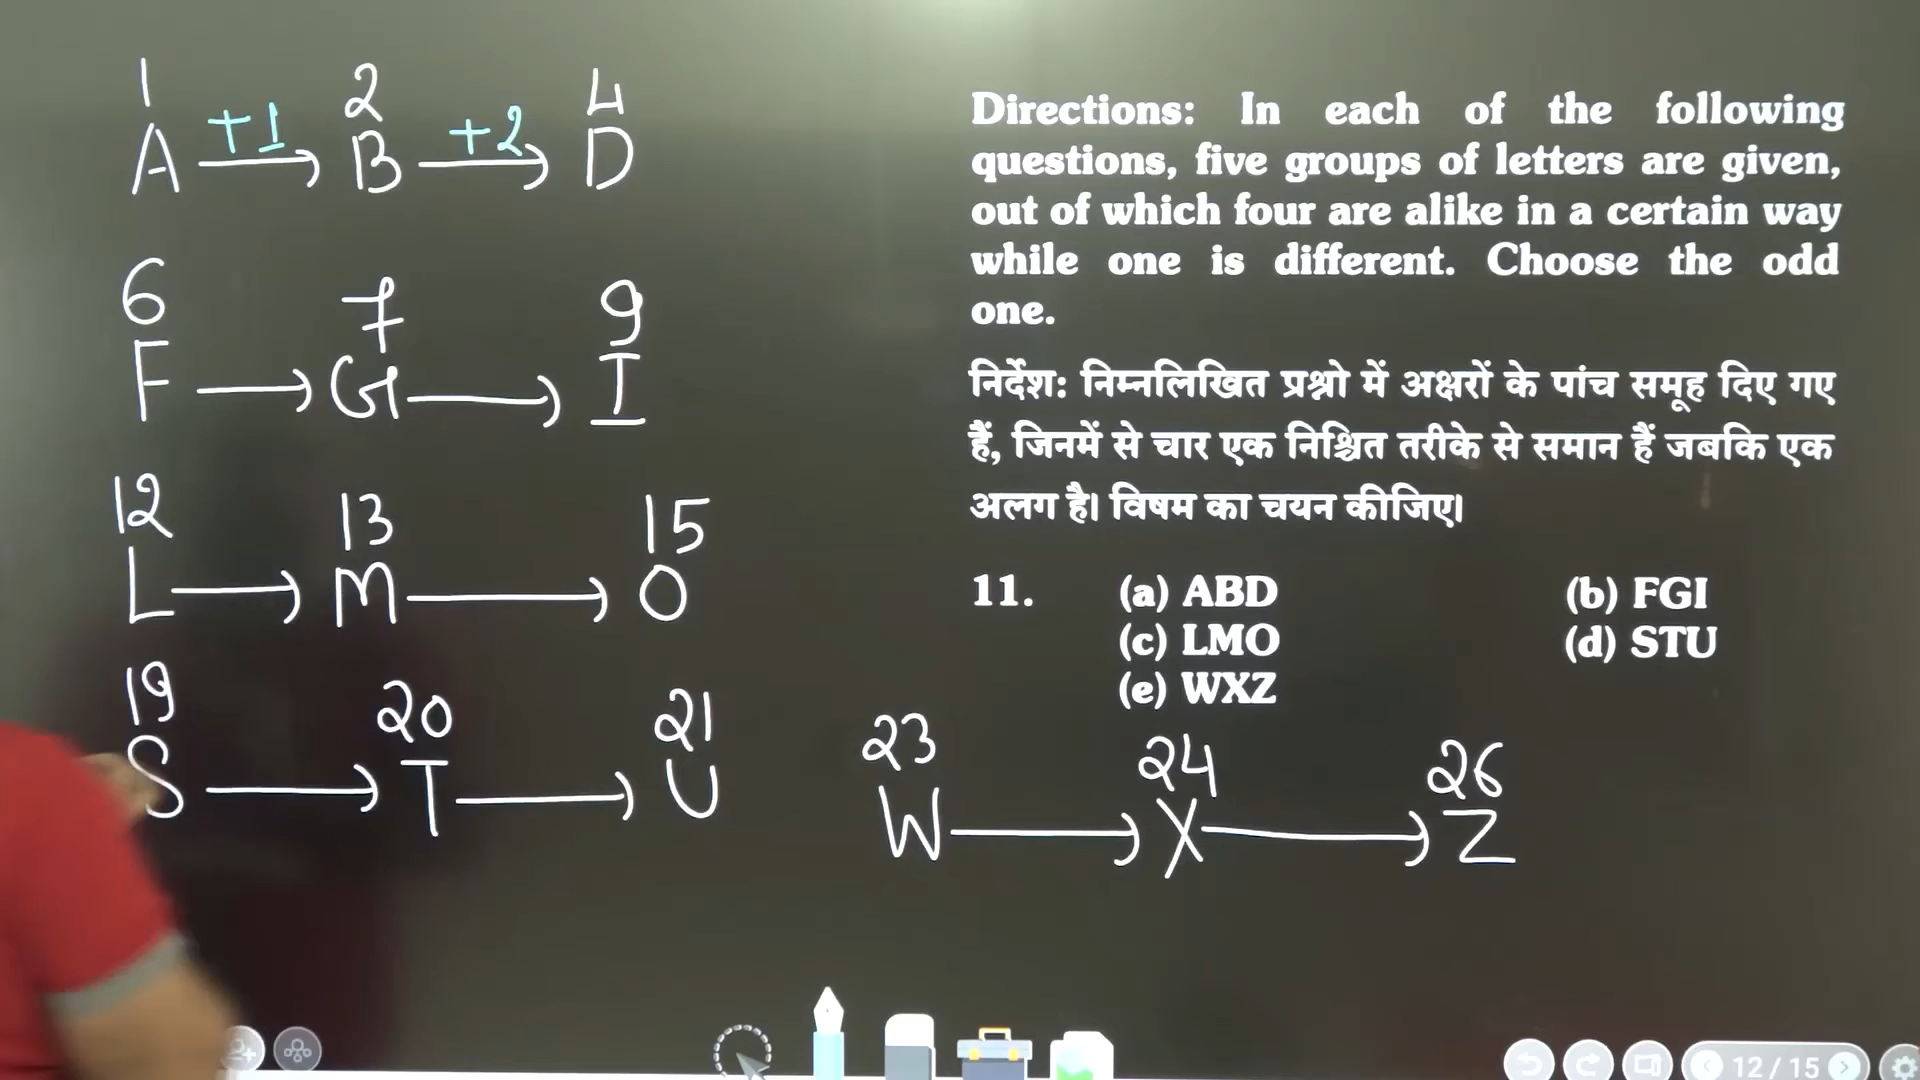 1 2 4
A +1 B +2 D
6 7 9
F G I
12 13 15
L M O
19 20 21
S T U
Directions: In each of the following
questions, five groups of letters are given,
out of which four are alike in a certain way
while one is different. Choose the odd
one.
निर्देश: निम्नलिखित प्रश्नो में अक्षरों के पांच समूह दिए गए
हैं, जिनमें से चार एक निश्चित तरीके से समान हैं जबकि एक
अलग है। विषम का चयन कीजिए।
11. (a) ABD (b) FGI
(c) LMO (d) STU
(e) WXZ
23 24 26
W X Z
12 / 15